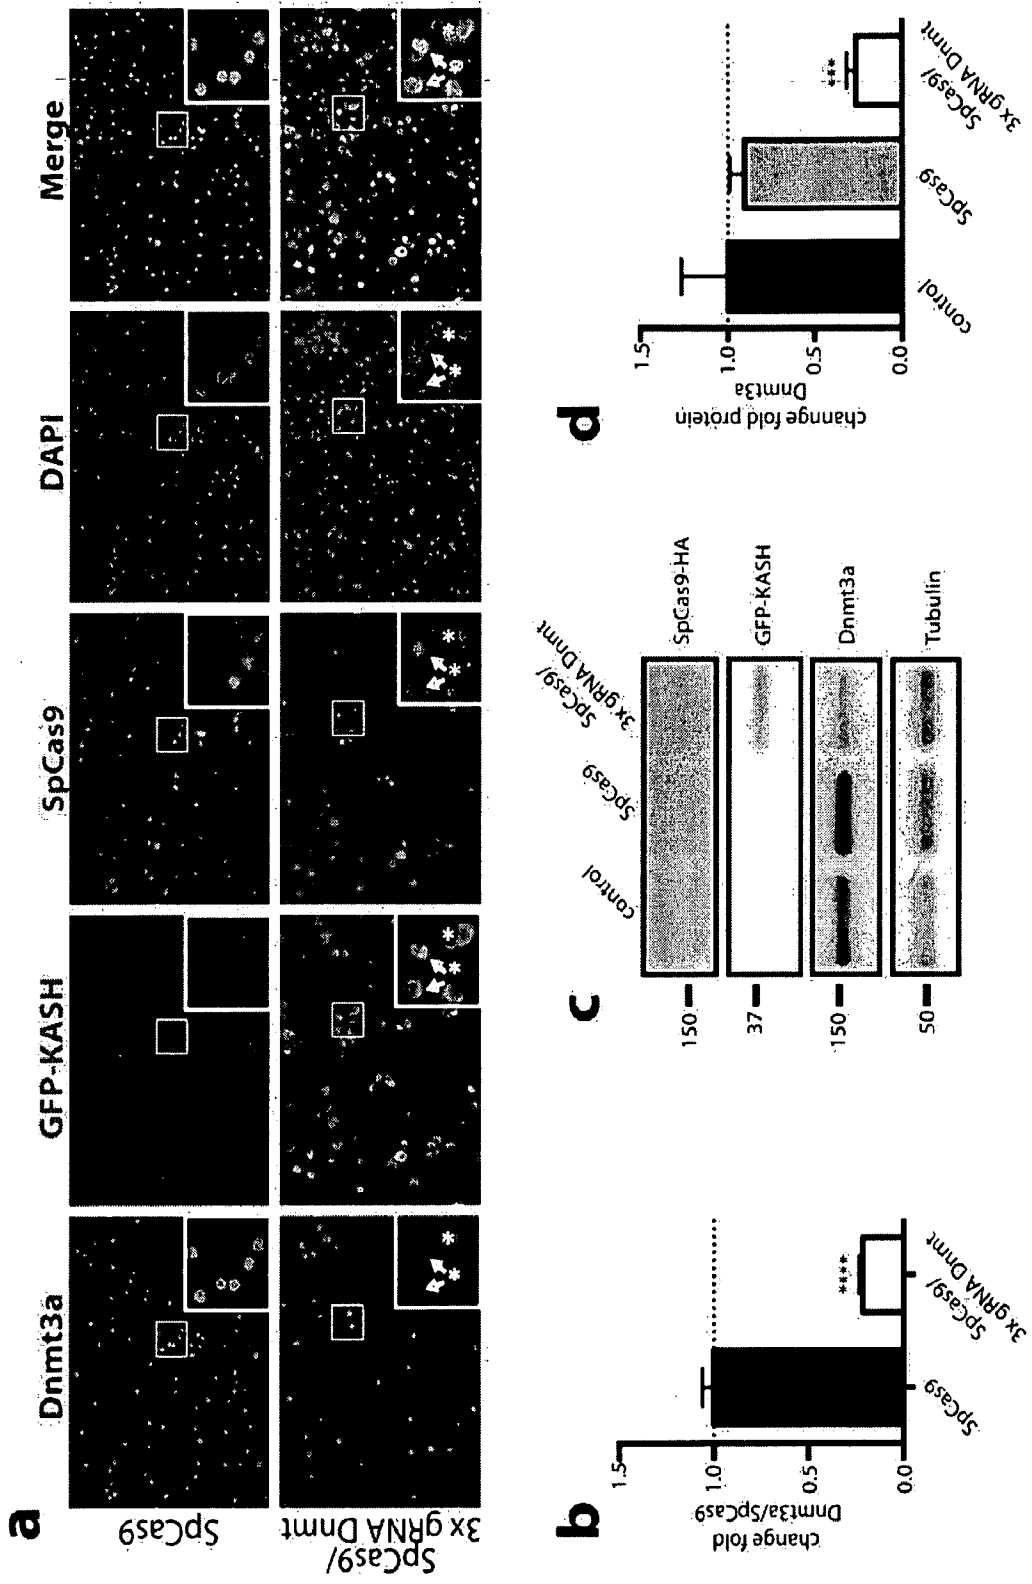 a
Dnmt3a
GFP-KASH
SpCas9
DAPI
Merge
SpCas9
SpCas9/
3x gRNA Dnmt
* *
* *
* *
* *
* *
b
change fold
Dnmt3a/SpCas9
1.5
1.0
0.5
0.0
****
SpCas9
SpCas9/
3x gRNA Dnmt
c
control
SpCas9
SpCas9/
3x gRNA Dnmt
150
SpCas9-HA
37
GFP-KASH
150
Dnmt3a
50
Tubulin
d
channge fold protein
Dnmt3a
1.5
1.0
0.5
0.0
***
control
SpCas9
SpCas9/
3x gRNA Dnmt